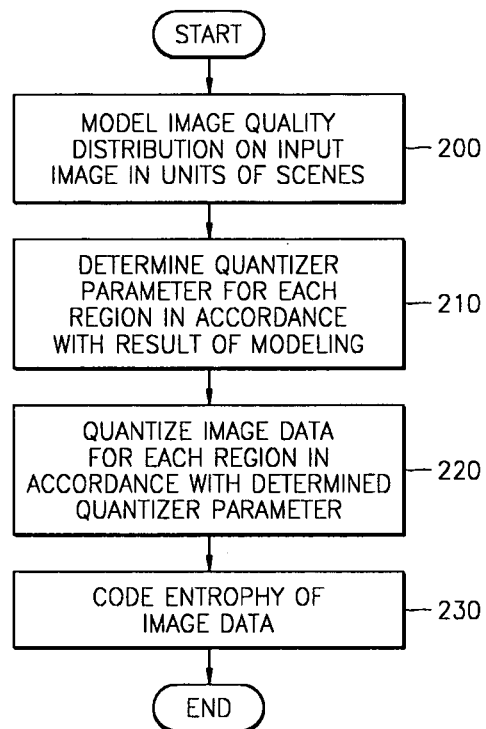 START
MODEL IMAGE QUALITY
DISTRIBUTION ON INPUT
IMAGE IN UNITS OF SCENES
200
DETERMINE QUANTIZER
PARAMETER FOR EACH
REGION IN ACCORDANCE
WITH RESULT OF MODELING
210
QUANTIZE IMAGE DATA
FOR EACH REGION IN
ACCORDANCE WITH DETERMINED
QUANTIZER PARAMETER
220
CODE ENTROPHY OF
IMAGE DATA
230
END